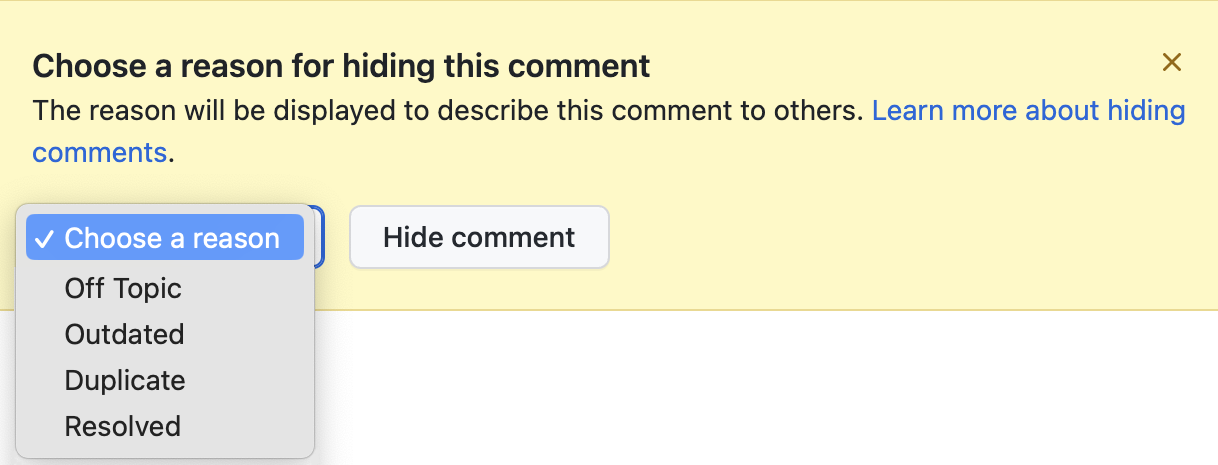 Choose a reason for hiding this comment
The reason will be displayed to describe this comment to others. Learn more about hiding
comments.
Choose a reason
Hide comment
Off Topic
Outdated
Duplicate
Resolved